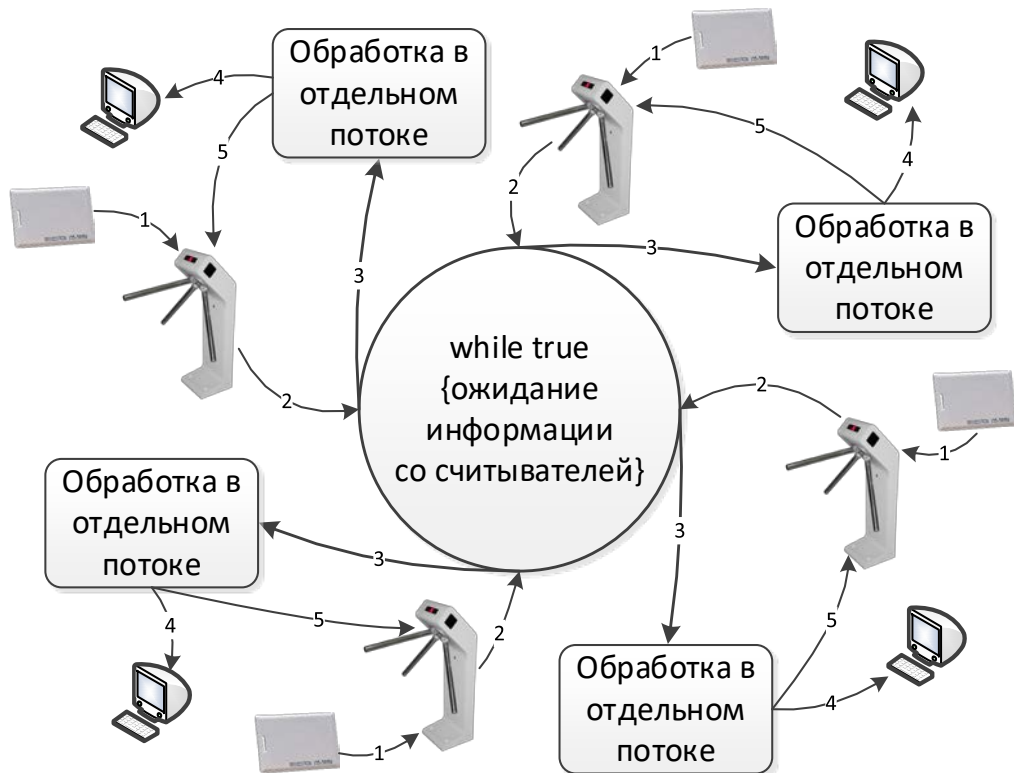 Обработка в
отдельном
потоке
4
5
1
2
3
1
5
4
2
3
Обработка в
отдельном
потоке
while true
{ожидание
информации
со считывателей}
2
1
3
5
4
Обработка в
отдельном
потоке
3
4
5
2
1
Обработка в
отдельном
потоке